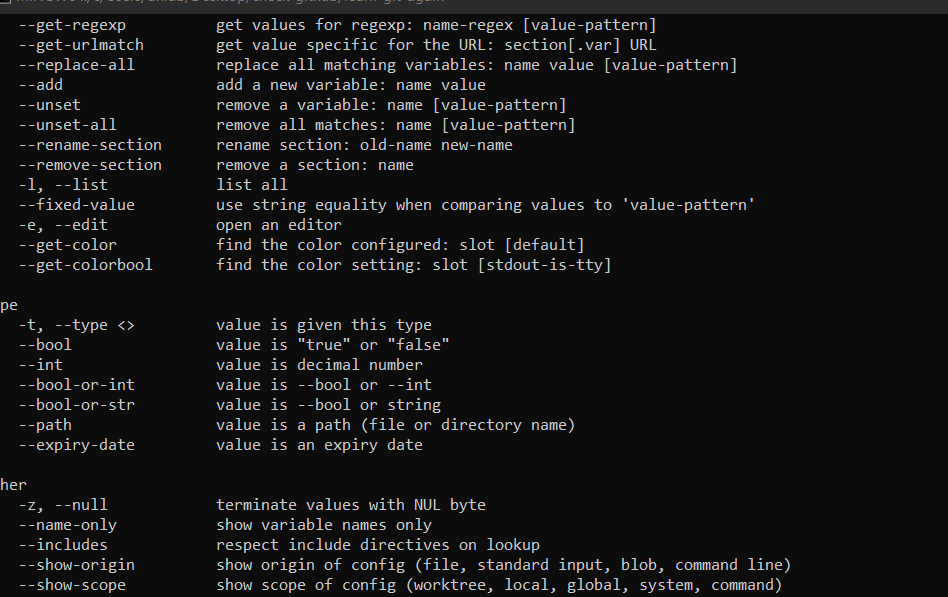 --get-regexp get values for regexp: name-regex [value-pattern]
--get-urlmatch get value specific for the URL: section[.var] URL
--replace-all replace all matching variables: name value [value-pattern]
--add add a new variable: name value
--unset remove a variable: name [value-pattern]
--unset-all remove all matches: name [value-pattern]
--rename-section rename section: old-name new-name
--remove-section remove a section: name
-l, --list list all
--fixed-value use string equality when comparing values to 'value-pattern'
-e, --edit open an editor
--get-color find the color configured: slot [default]
--get-colorbool find the color setting: slot [stdout-is-tty]
pe
-t, --type <> value is given this type
--bool value is "true" or "false"
--int value is decimal number
--bool-or-int value is --bool or --int
--bool-or-str value is --bool or string
--path value is a path (file or directory name)
--expiry-date value is an expiry date
her
-z, --null terminate values with NUL byte
--name-only show variable names only
--includes respect include directives on lookup
--show-origin show origin of config (file, standard input, blob, command line)
--show-scope show scope of config (worktree, local, global, system, command)